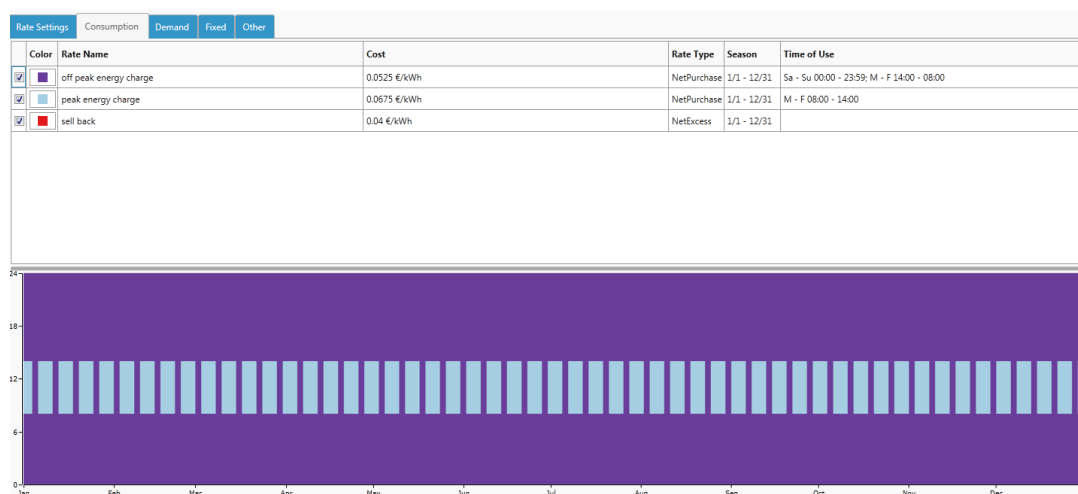 Rate Settings Consumption Demand Fixed Other
Color Rate Name Cost Rate Type Season Time of Use
off peak energy charge 0.0525 €/kWh NetPurchase 1/1 - 12/31 Sa - Su 00:00 - 23:59; M - F 14:00 - 08:00
peak energy charge 0.0675 €/kWh NetPurchase 1/1 - 12/31 M - F 08:00 - 14:00
sell back 0.04 €/kWh NetExcess 1/1 - 12/31
24
18
12
6
0
Jan Feb Mar Apr May Jun Jul Aug Sep Oct Nov Dec